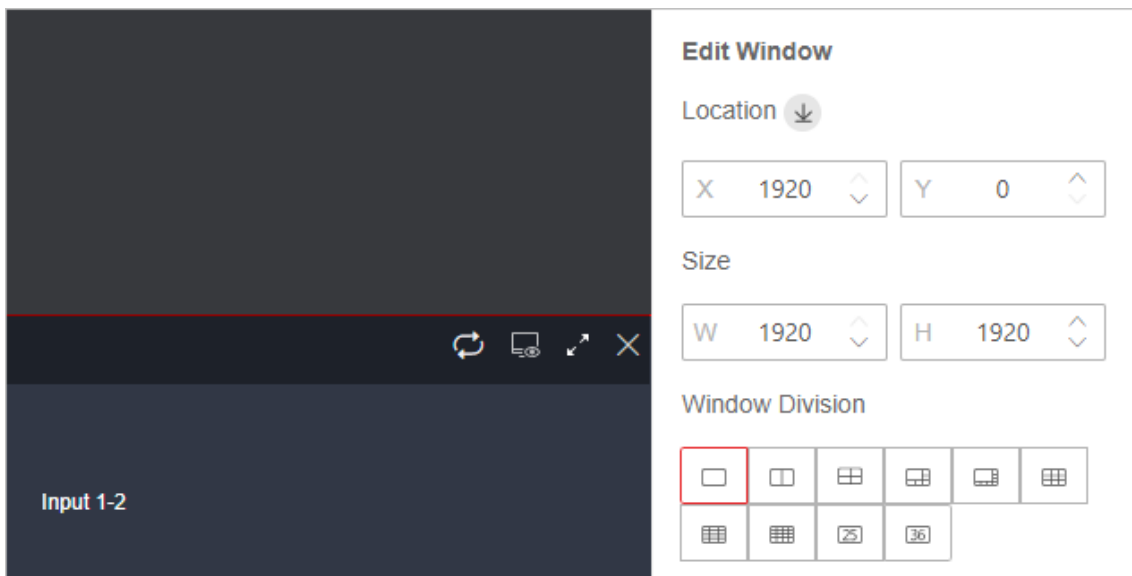 Edit Window
Location
X 1920 Y 0
Size
W 1920 H 1920
Window Division
25 36
Input 1-2